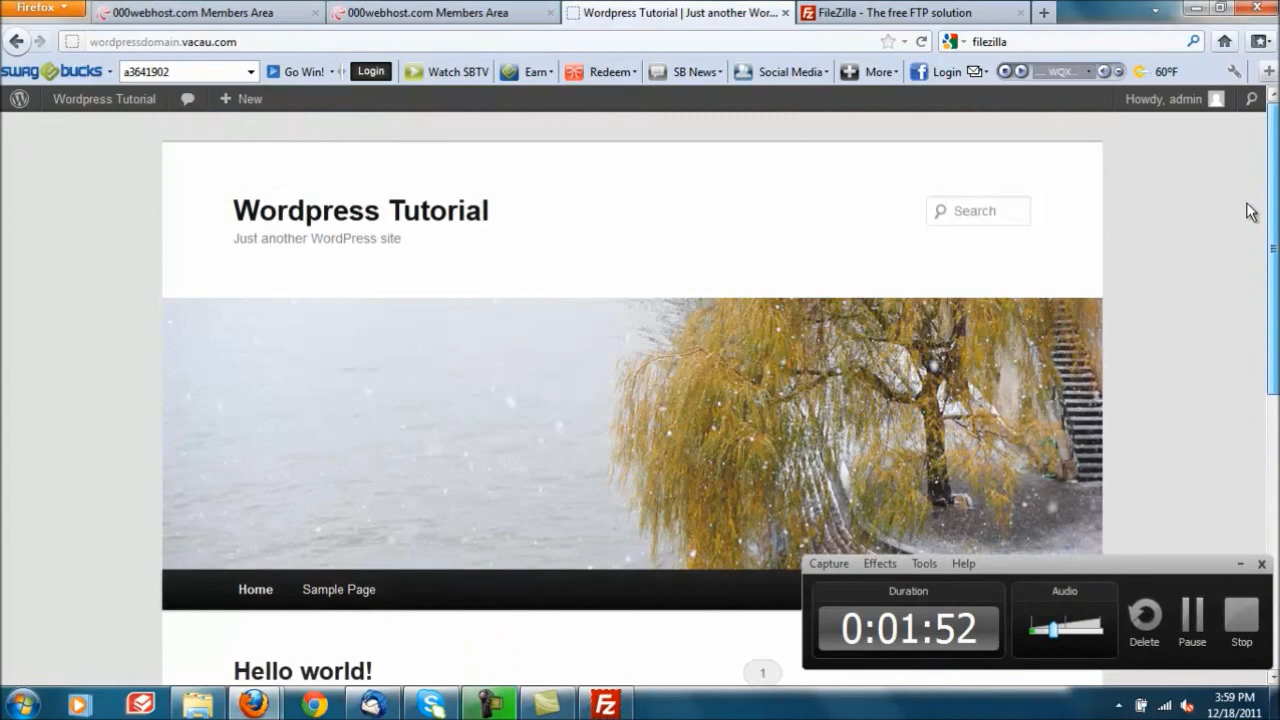 Firefox
000webhost.com Members Area
000webhost.com Members Area
Wordpress Tutorial | Just another Wor...
FileZilla - The free FTP solution
wordpressdomain.vacau.com
filezilla
swagbucks
a3641902
Go Win!
Login
Watch SBTV
Earn
Redeem
SB News
Social Media
More
Login
WQX...
60°F
Wordpress Tutorial
New
Howdy, admin
Wordpress Tutorial
Search
Just another WordPress site
Home
Sample Page
Hello world!
1
Capture
Effects
Tools
Help
Duration
Audio
0:01:52
Delete
Pause
Stop
3:59 PM
12/18/2011